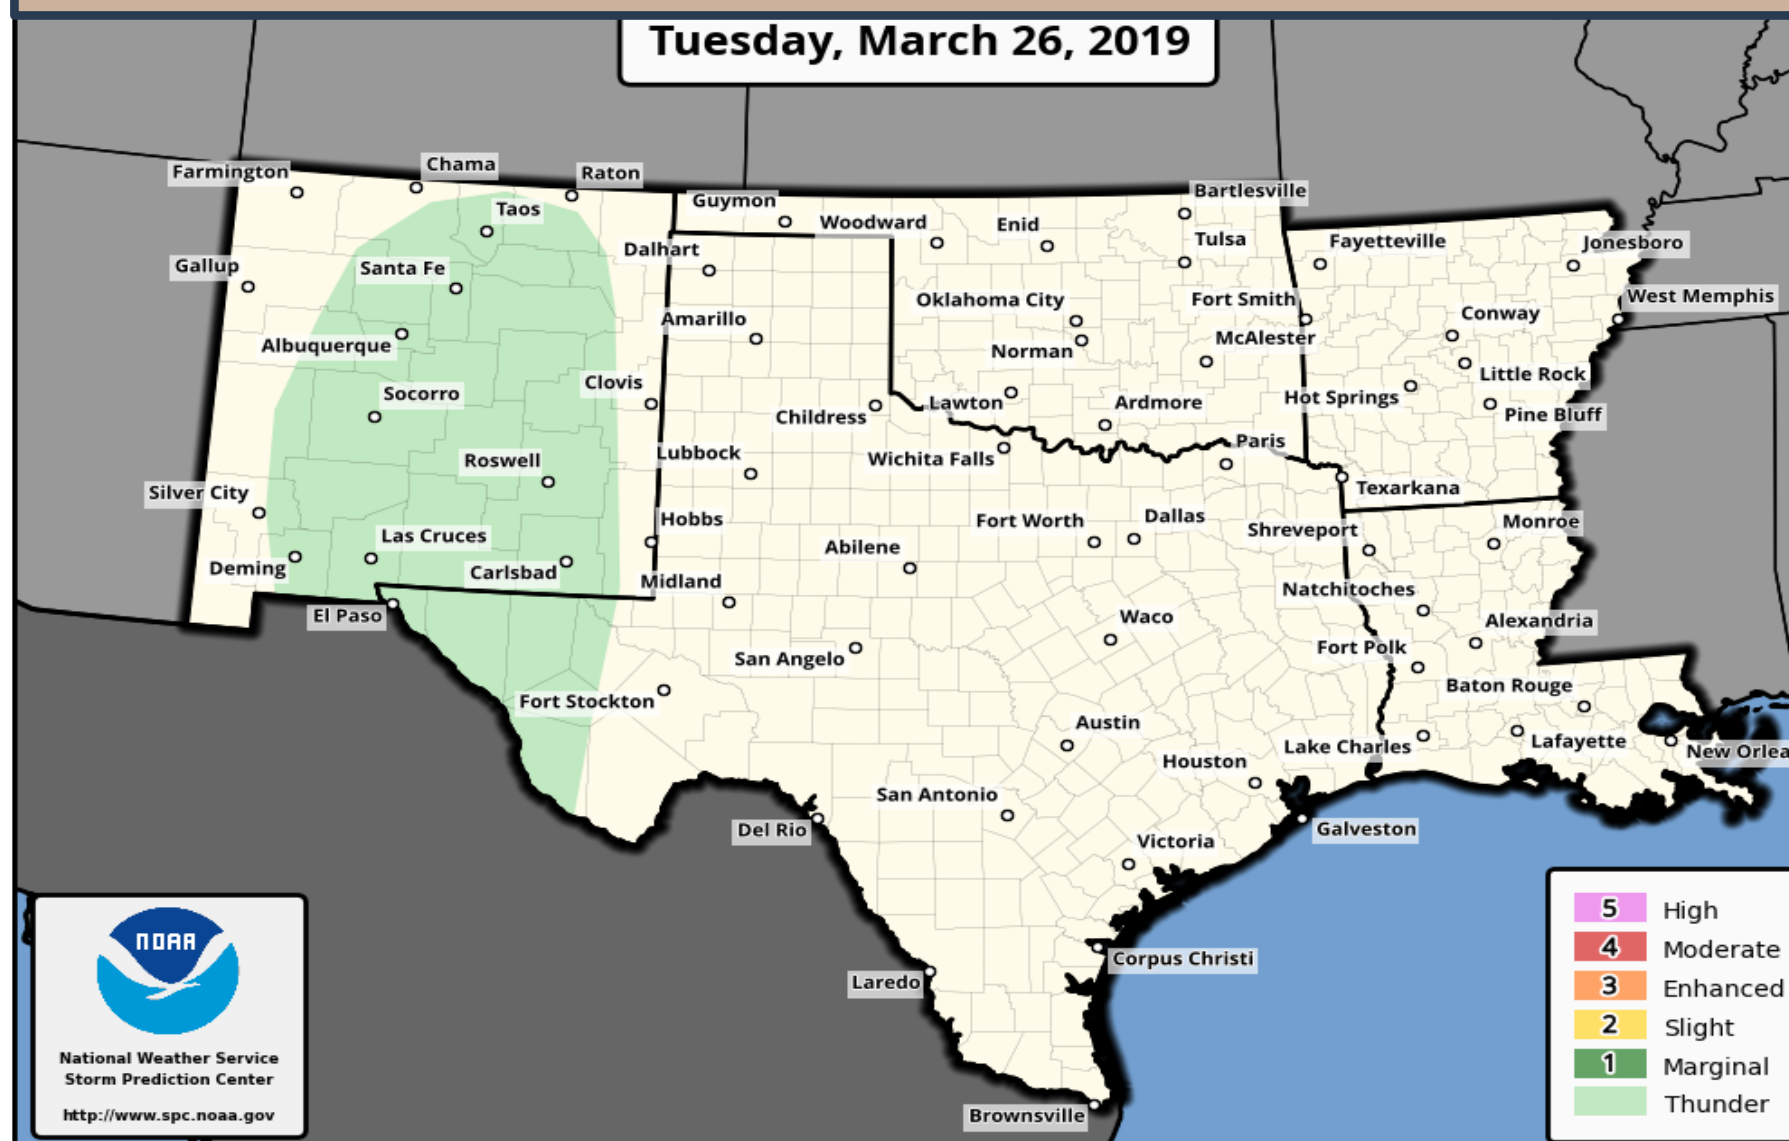 Tuesday, March 26, 2019
Chama
Farmington
Raton
Bartlesville
Guymon
Taos
Woodward
Enid
Tulsa
Fayetteville
Jonesboro
Dalhart
Gallup
Santa Fe
Oklahoma City
Fort Smith
West Memphis
Amarillo
Conway
McAlester
Albuquerque
Norman
Little Rock
Clovis
Socorro
Hot Springs
Lawton
Ardmore
Childress
Pine Bluff
Paris
Lubbock
Roswell
Wichita Falls
Texarkana
Silver City
Hobbs
Fort Worth
Dallas
Shreveport
Monroe
Las Cruces
Abilene
Deming
Carlsbad
Midland
Natchitoches
El Paso
Waco
Alexandria
San Angelo
Fort Polk
Baton Rouge
Fort Stockton
Austin
Lake Charles
Lafayette
New Orlea
Houston
San Antonio
Del Rio
Galveston
Victoria
Corpus Christi
Laredo
Brownsville
NOAA
National Weather Service
Storm Prediction Center
http://www.spc.noaa.gov
5 High
4 Moderate
3 Enhanced
2 Slight
1 Marginal
Thunder